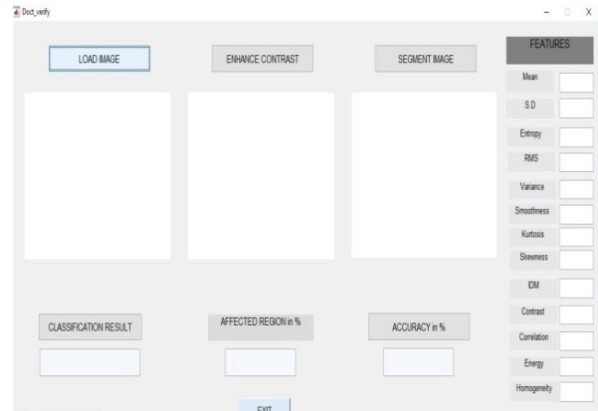 Doct_verify
LOAD IMAGE
ENHANCE CONTRAST
SEGMENT IMAGE
FEATURES
Mean
S.D
Entropy
RMS
Variance
Smoothness
Kurtosis
Skewness
IDM
Contrast
Correlation
Energy
Homogeneity
CLASSIFICATION RESULT
AFFECTED REGION in %
ACCURACY in %
EXIT